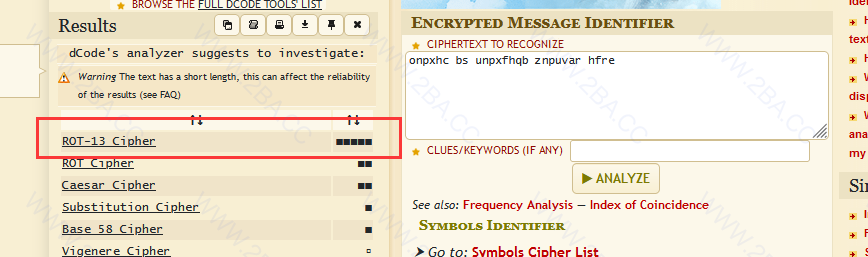 BROWSE THE FULL DCODE TOOLS' LIST
Results
dCode's analyzer suggests to investigate:
Warning The text has a short length, this can affect the reliability
of the results (see FAQ)
↑↓ ↑↓
ROT-13 Cipher ■■■■■
ROT Cipher ■■
Caesar Cipher ■■
Substitution Cipher ■
Base 58 Cipher ■
Vigenere Cipher ▫
ENCRYPTED MESSAGE IDENTIFIER
CIPHERTEXT TO RECOGNIZE
onpxhc bs unpxfhqb znpuvar hfre
CLUES/KEYWORDS (IF ANY)
▶ ANALYZE
See also: Frequency Analysis — Index of Coincidence
SYMBOLS IDENTIFIER
➤ Go to: Symbols Cipher List
WWW.2BA.CC
H
text
H
W
disp
W
ana
my
Si
I
F
S